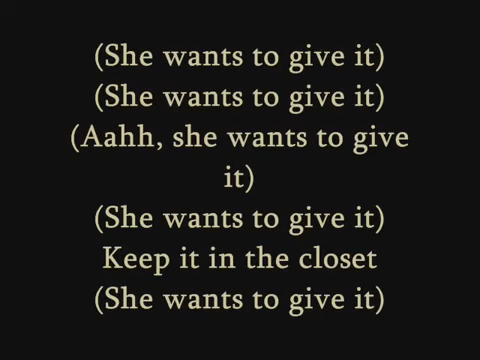 (She wants to give it)
(She wants to give it)
(Aahh, she wants to give
it)
(She wants to give it)
Keep it in the closet
(She wants to give it)